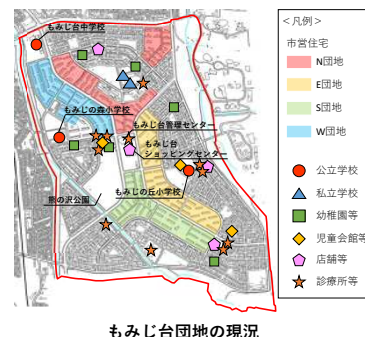 もみじ台中学校
もみじの森小学校
もみじ台管理センター
もみじ台
ショッピングセンター
もみじの丘小学校
熊の沢公園
<凡例>
市営住宅
N団地
E団地
S団地
W団地
公立学校
私立学校
幼稚園等
児童会館等
店舗等
診療所等
もみじ台団地の現況